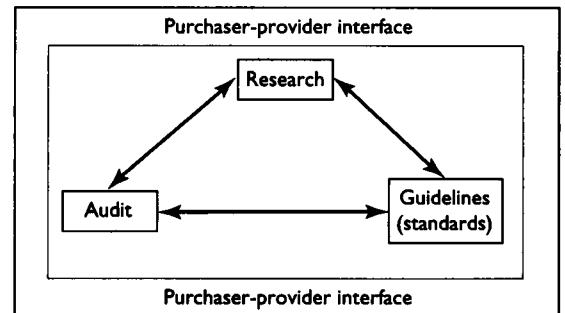 Purchaser-provider interface
Research
Audit
Guidelines
(standards)
Purchaser-provider interface